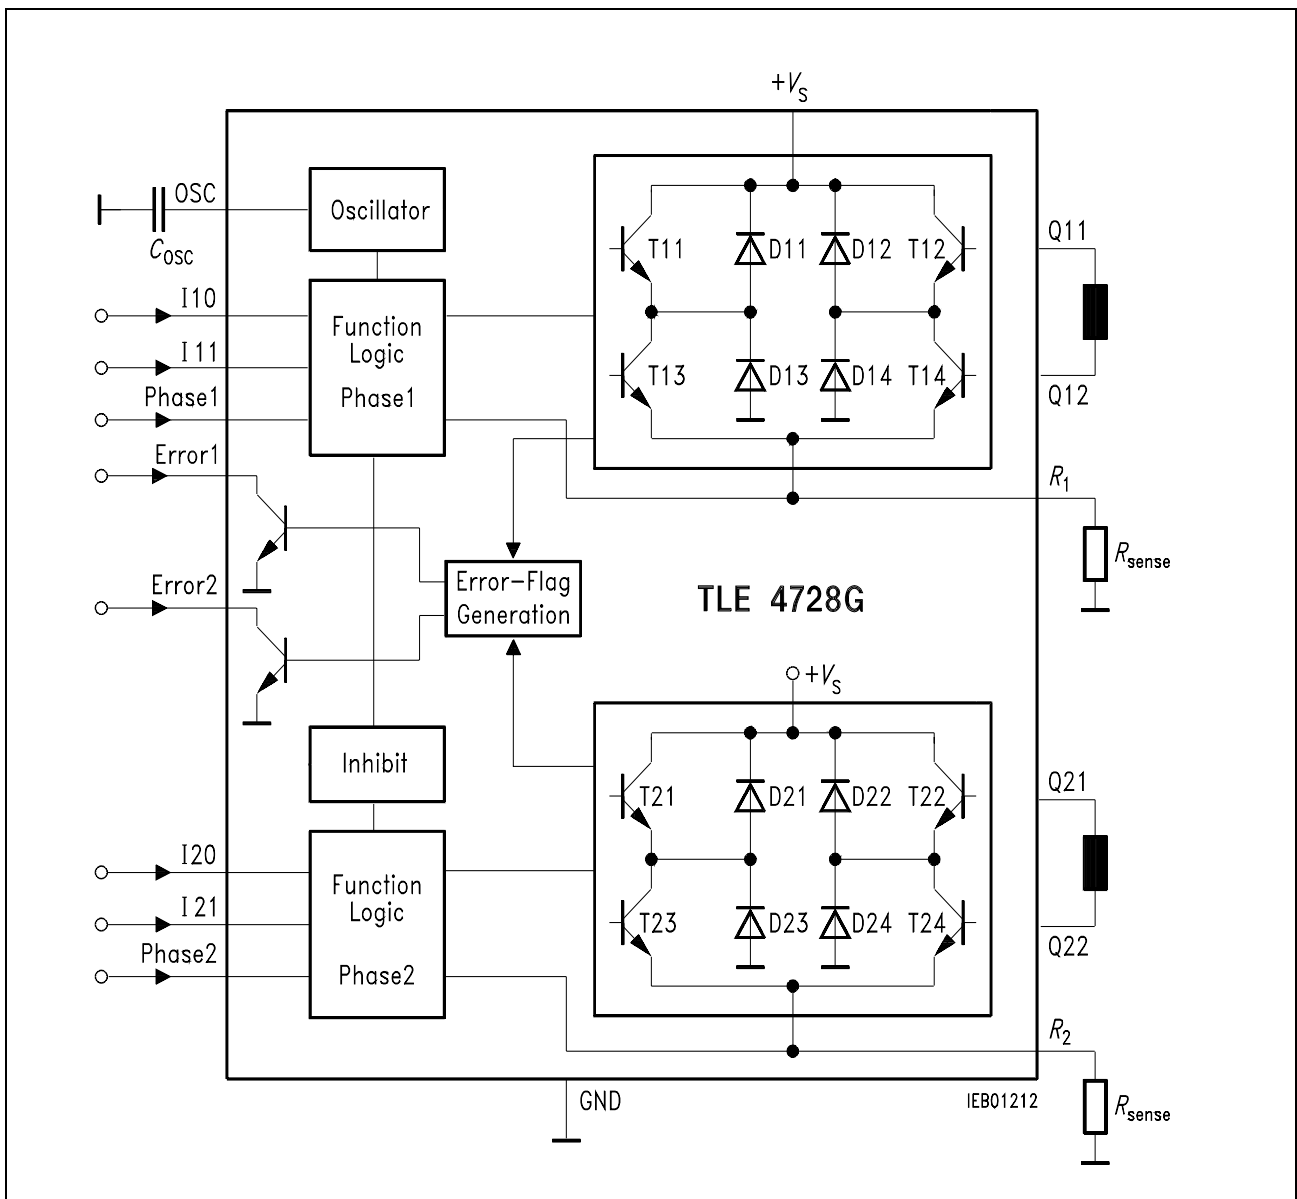 +VS
OSC
COSC
Oscillator
I10
I11
Phase1
Function
Logic
Phase1
T11
D11
D12
T12
T13
D13
D14
T14
Q11
Q12
Error1
R1
Rsense
Error2
Error-Flag
Generation
TLE 4728G
+VS
Inhibit
T21
D21
D22
T22
T23
D23
D24
T24
Q21
Q22
I20
I21
Phase2
Function
Logic
Phase2
R2
Rsense
GND
IEB01212